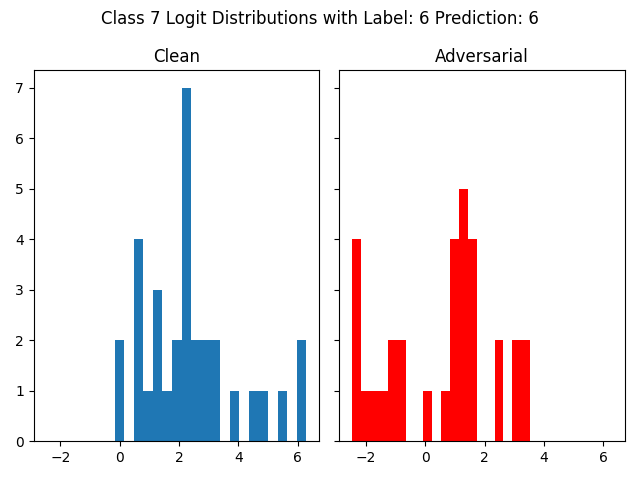 Class 7 Logit Distributions with Label: 6 Prediction: 6
Clean
Adversarial
7
6
5
4
3
2
1
0
−2 0 2 4 6
−2 0 2 4 6